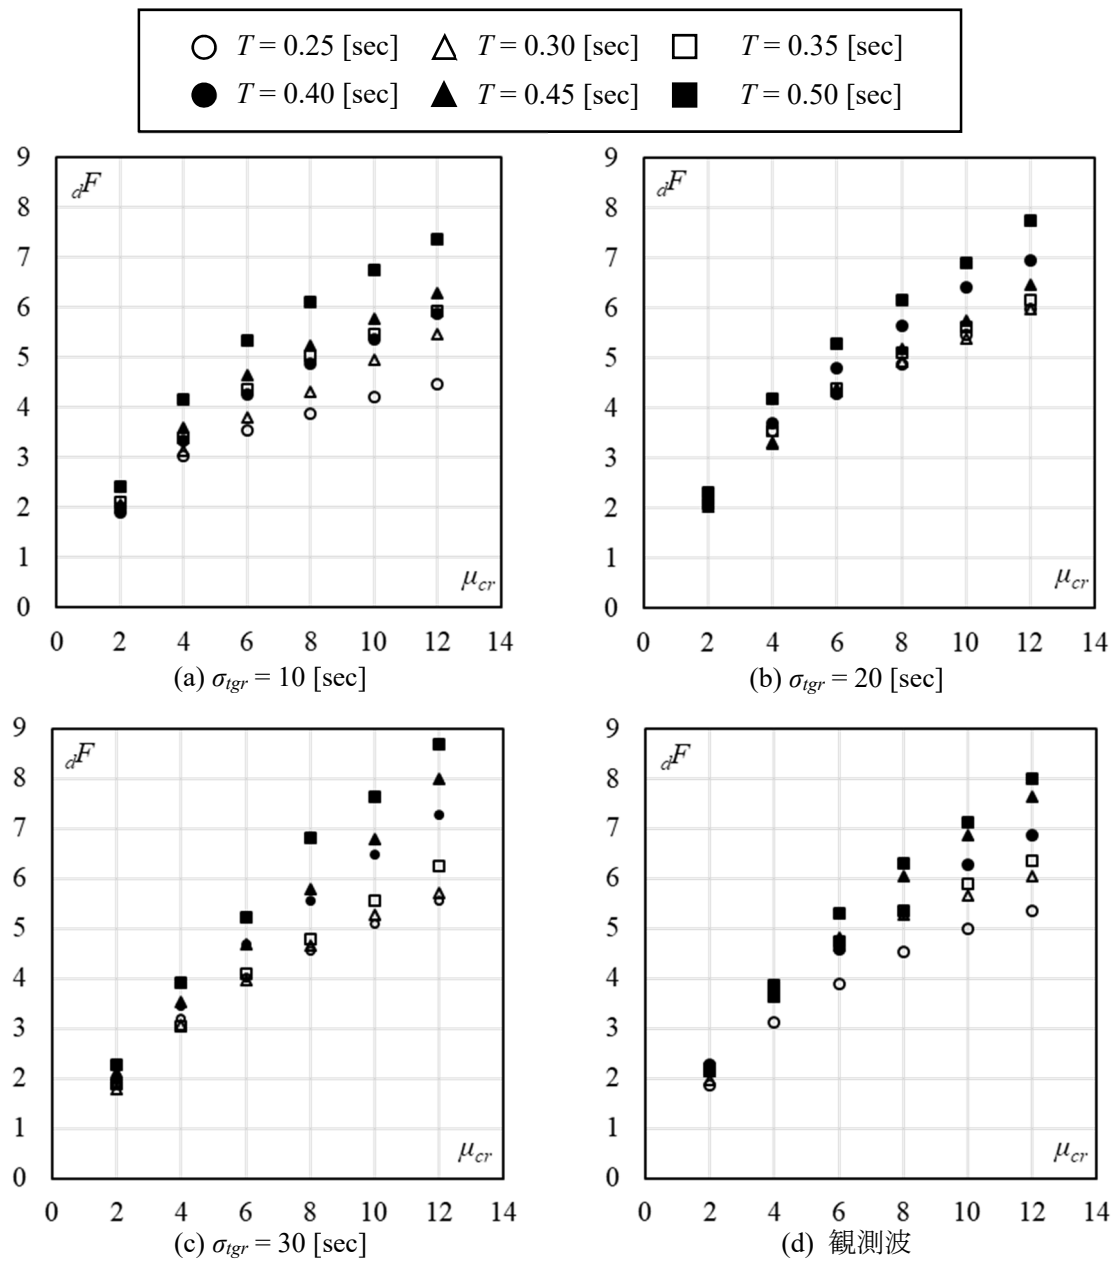 T = 0.25 [sec] T = 0.30 [sec] T = 0.35 [sec]
T = 0.40 [sec] T = 0.45 [sec] T = 0.50 [sec]
9
8
7
6
5
4
3
2
1
0
dF
μcr
0 2 4 6 8 10 12 14
(a) σtgr = 10 [sec]
9
8
7
6
5
4
3
2
1
0
dF
μcr
0 2 4 6 8 10 12 14
(b) σtgr = 20 [sec]
9
8
7
6
5
4
3
2
1
0
dF
μcr
0 2 4 6 8 10 12 14
(c) σtgr = 30 [sec]
9
8
7
6
5
4
3
2
1
0
dF
μcr
0 2 4 6 8 10 12 14
(d) 観測波